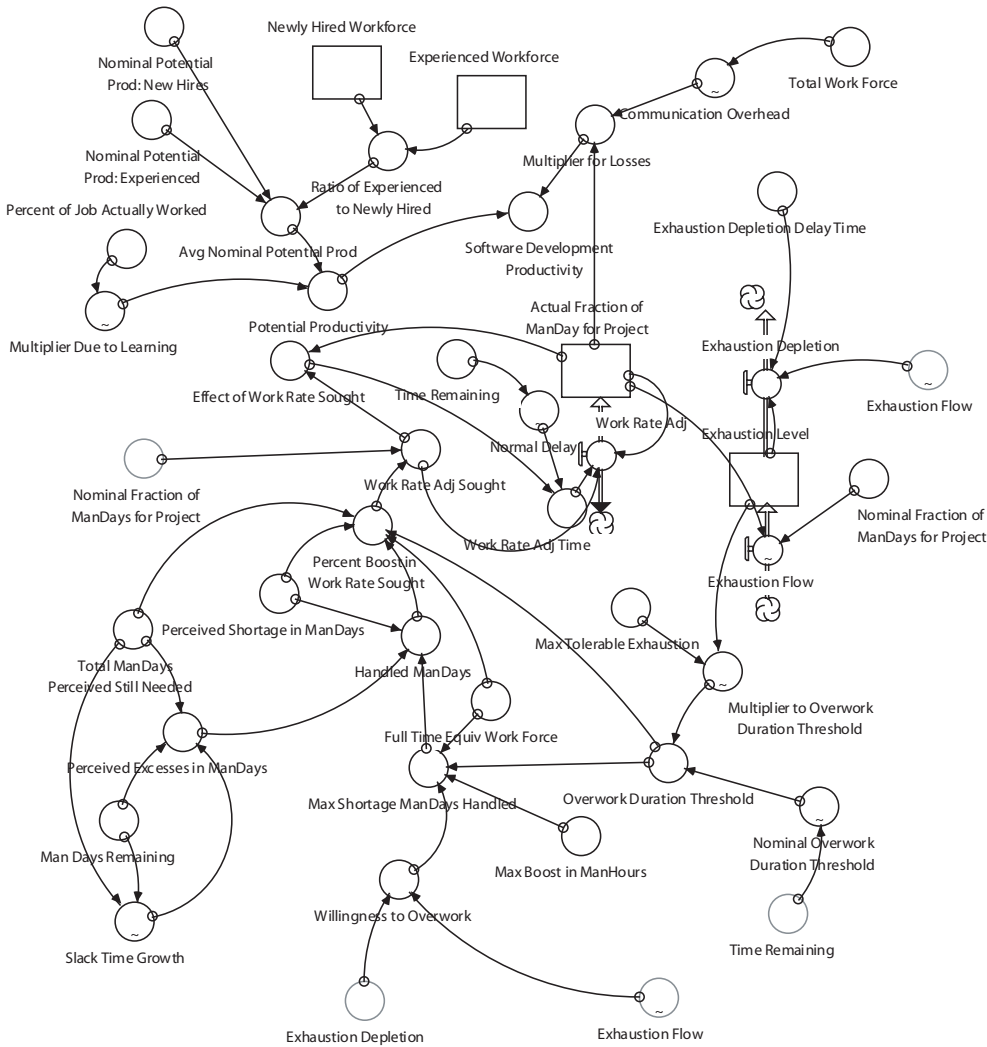 Newly Hired Workforce
Experienced Workforce
Nominal Potential
Prod: New Hires
Total Work Force
Communication Overhead
Nominal Potential
Prod: Experienced
Multiplier for Losses
Ratio of Experienced
to Newly Hired
Percent of Job Actually Worked
Exhaustion Depletion Delay Time
Avg Nominal Potential Prod
Software Development
Productivity
Actual Fraction of
ManDay for Project
Potential Productivity
Multiplier Due to Learning
Exhaustion Depletion
Effect of Work Rate Sought
Time Remaining
Exhaustion Flow
Work Rate Adj
Exhaustion Level
Normal Delay
Work Rate Adj Sought
Nominal Fraction of
ManDays for Project
Nominal Fraction of
ManDays for Project
Work Rate Adj Time
Percent Boost in
Work Rate Sought
Exhaustion Flow
Perceived Shortage in ManDays
Max Tolerable Exhaustion
Total ManDays
Perceived Still Needed
Handled ManDays
Multiplier to Overwork
Duration Threshold
Full Time Equiv Work Force
Perceived Excesses in ManDays
Max Shortage ManDays Handled
Overwork Duration Threshold
Nominal Overwork
Duration Threshold
Man Days Remaining
Max Boost in ManHours
Willingness to Overwork
Time Remaining
Slack Time Growth
Exhaustion Depletion
Exhaustion Flow